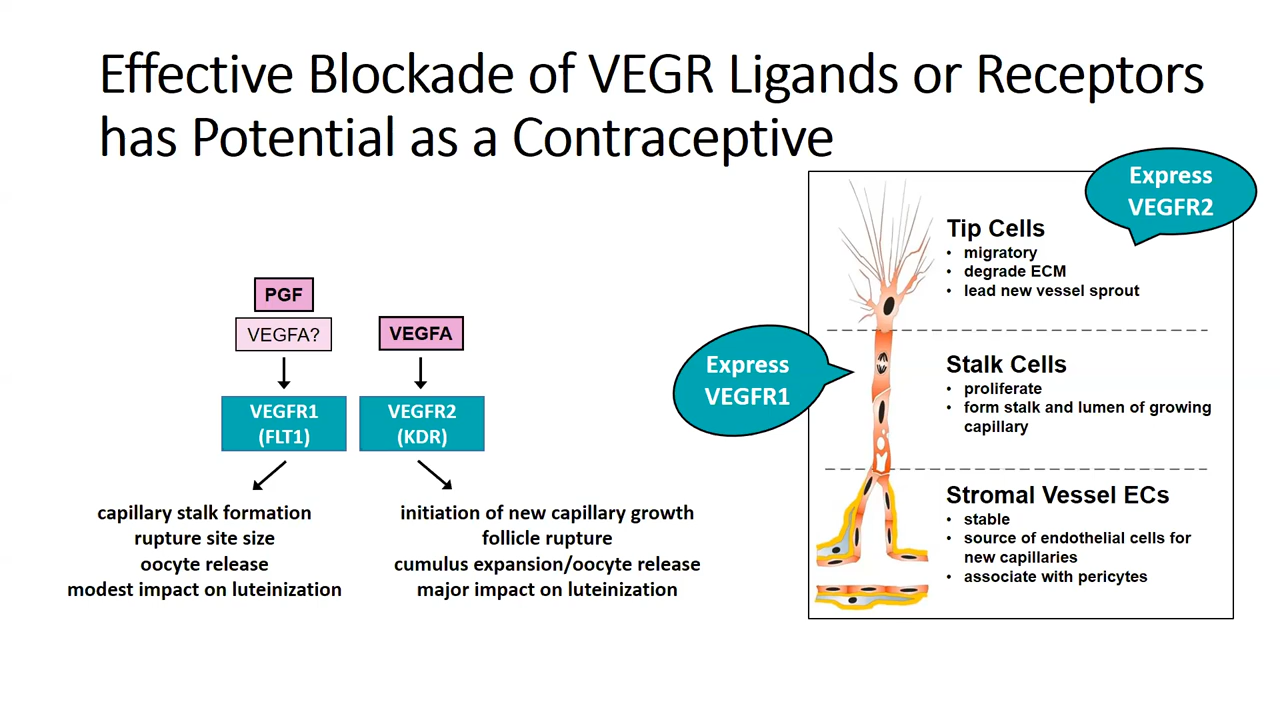 Effective Blockade of VEGR Ligands or Receptors
has Potential as a Contraceptive
PGF
VEGFA?
VEGFR1
(FLT1)
capillary stalk formation
rupture site size
oocyte release
modest impact on luteinization
VEGFA
VEGFR2
(KDR)
initiation of new capillary growth
follicle rupture
cumulus expansion/oocyte release
major impact on luteinization
Express
VEGFR2
Tip Cells
• migratory
• degrade ECM
• lead new vessel sprout
Express
VEGFR1
Stalk Cells
• proliferate
• form stalk and lumen of growing
capillary
Stromal Vessel ECs
• stable
• source of endothelial cells for
new capillaries
• associate with pericytes